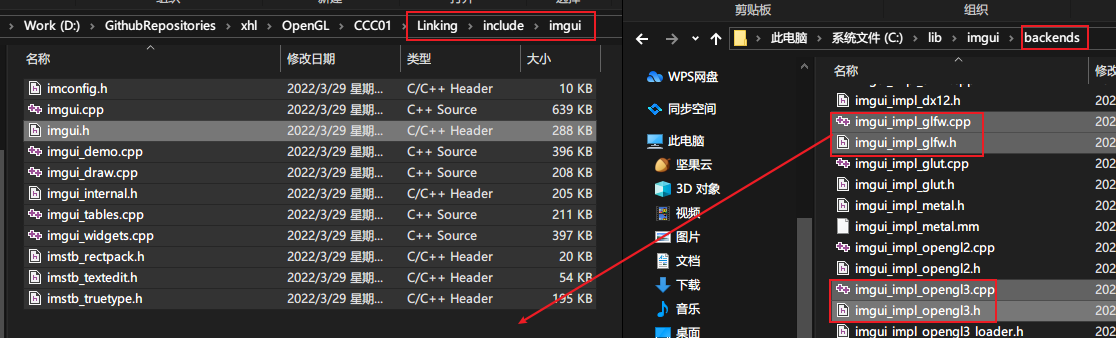 组织
打开
选择
Work (D:) > GithubRepositories > xhl > OpenGL > CCC01 > Linking > include > imgui
名称 修改日期 类型 大小
imconfig.h 2022/3/29 星期... C/C++ Header 10 KB
imgui.cpp 2022/3/29 星期... C++ Source 639 KB
imgui.h 2022/3/29 星期... C/C++ Header 288 KB
imgui_demo.cpp 2022/3/29 星期... C++ Source 396 KB
imgui_draw.cpp 2022/3/29 星期... C++ Source 208 KB
imgui_internal.h 2022/3/29 星期... C/C++ Header 205 KB
imgui_tables.cpp 2022/3/29 星期... C++ Source 211 KB
imgui_widgets.cpp 2022/3/29 星期... C++ Source 397 KB
imstb_rectpack.h 2022/3/29 星期... C/C++ Header 20 KB
imstb_textedit.h 2022/3/29 星期... C/C++ Header 54 KB
imstb_truetype.h 2022/3/29 星期... C/C++ Header 195 KB
剪贴板 组织
此电脑 > 系统文件 (C:) > lib > imgui > backends
WPS网盘
同步空间
此电脑
坚果云
3D 对象
视频
图片
文档
下载
音乐
桌面
名称 修改
imgui_impl_dx12.h 202
imgui_impl_glfw.cpp 202
imgui_impl_glfw.h 202
imgui_impl_glut.cpp 202
imgui_impl_glut.h 202
imgui_impl_metal.h 202
imgui_impl_metal.mm 202
imgui_impl_opengl2.cpp 202
imgui_impl_opengl2.h 202
imgui_impl_opengl3.cpp 202
imgui_impl_opengl3.h 202
imgui_impl_opengl3_loader.h 202